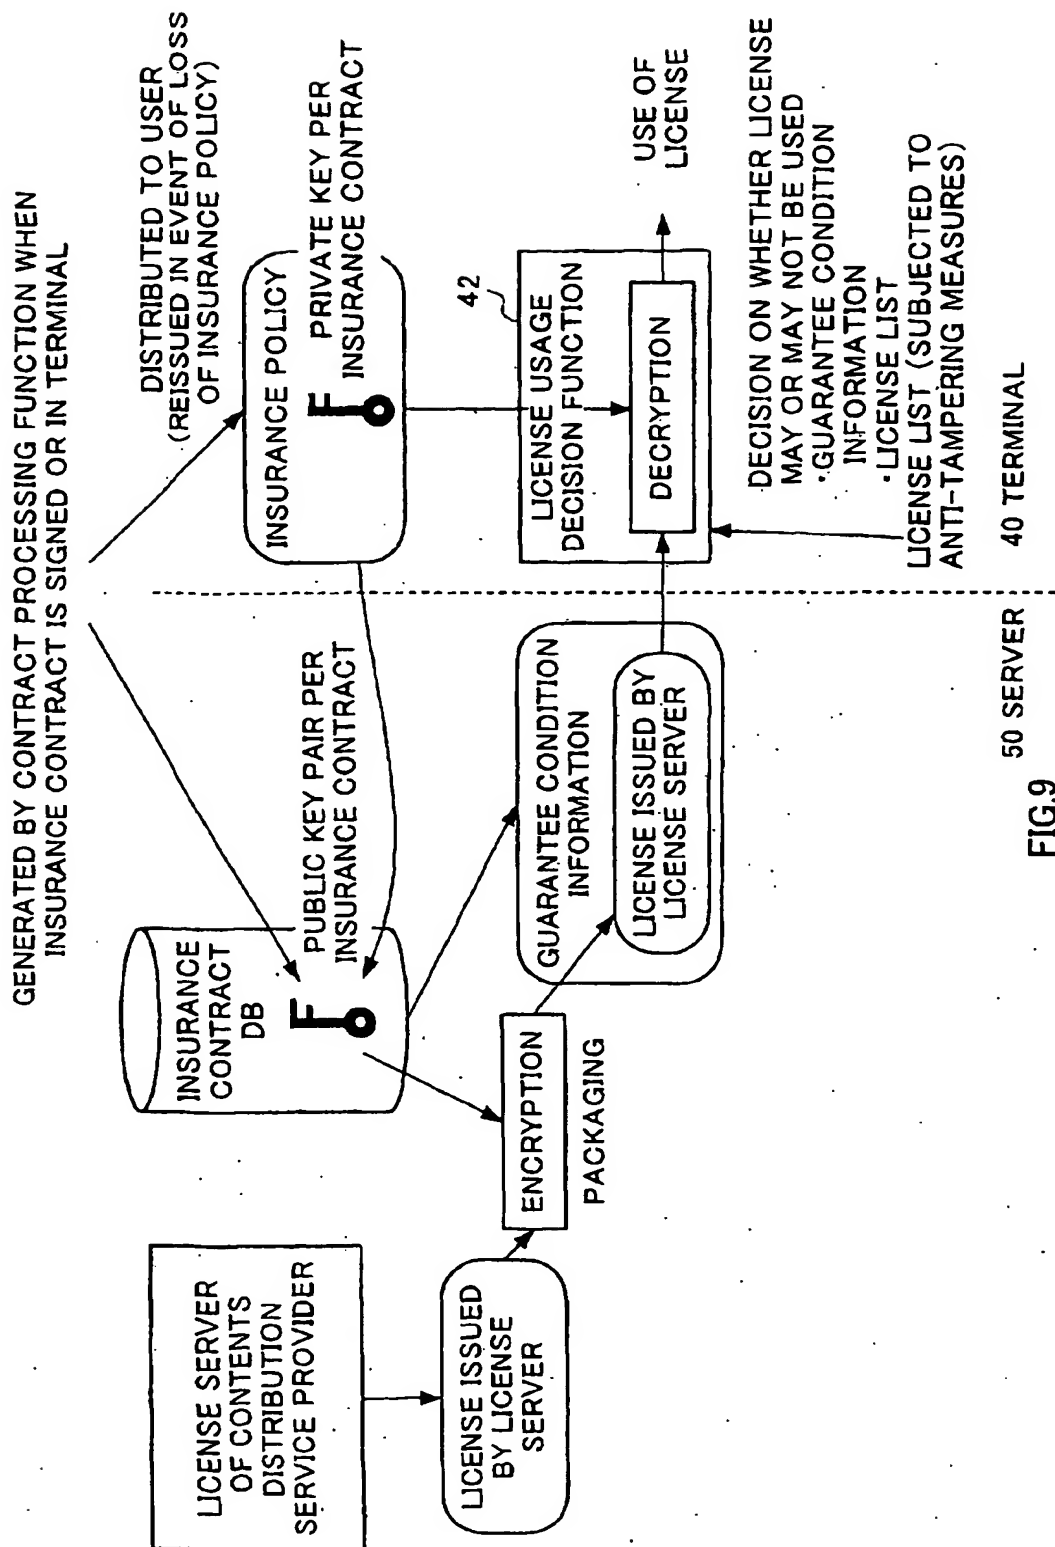 GENERATED BY CONTRACT PROCESSING FUNCTION WHEN
INSURANCE CONTRACT IS SIGNED OR IN TERMINAL
DISTRIBUTED TO USER
(REISSUED IN EVENT OF LOSS
OF INSURANCE POLICY)
LICENSE SERVER
OF CONTENTS
DISTRIBUTION
SERVICE PROVIDER
INSURANCE
CONTRACT
DB
PUBLIC KEY PAIR PER
INSURANCE CONTRACT
INSURANCE POLICY
PRIVATE KEY PER
INSURANCE CONTRACT
LICENSE ISSUED
BY LICENSE
SERVER
ENCRYPTION
PACKAGING
GUARANTEE CONDITION
INFORMATION
LICENSE ISSUED BY
LICENSE SERVER
42
LICENSE USAGE
DECISION FUNCTION
DECRYPTION
USE OF
LICENSE
DECISION ON WHETHER LICENSE
MAY OR MAY NOT BE USED
·GUARANTEE CONDITION
INFORMATION
·LICENSE LIST
LICENSE LIST (SUBJECTED TO
ANTI-TAMPERING MEASURES)
50 SERVER
40 TERMINAL
FIG.9